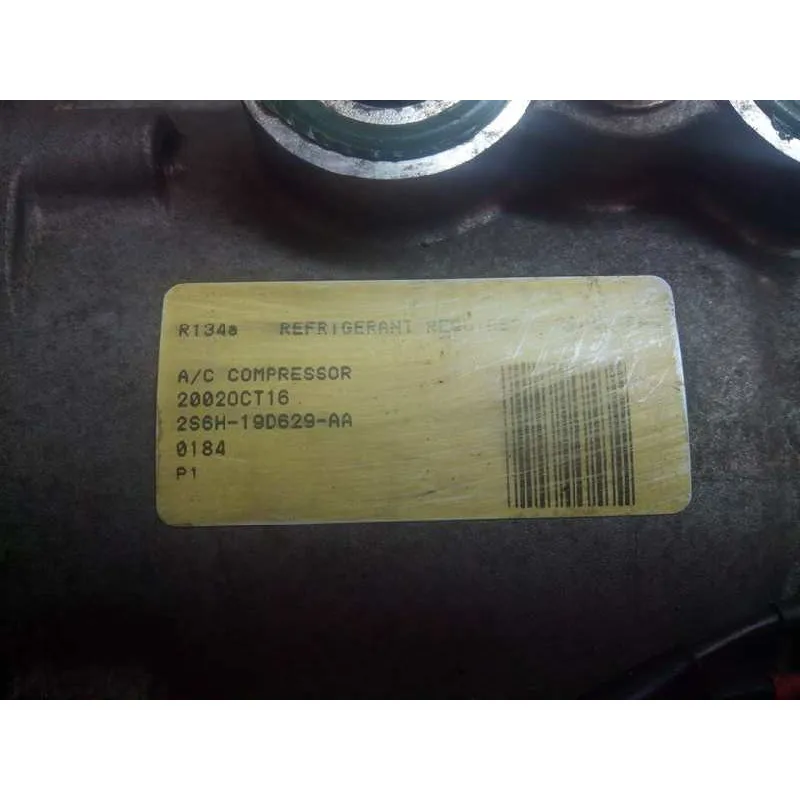 R134a REFRIGERANT
A/C COMPRESSOR
2002OCT16
2S6H-19D629-AA
0184
P1